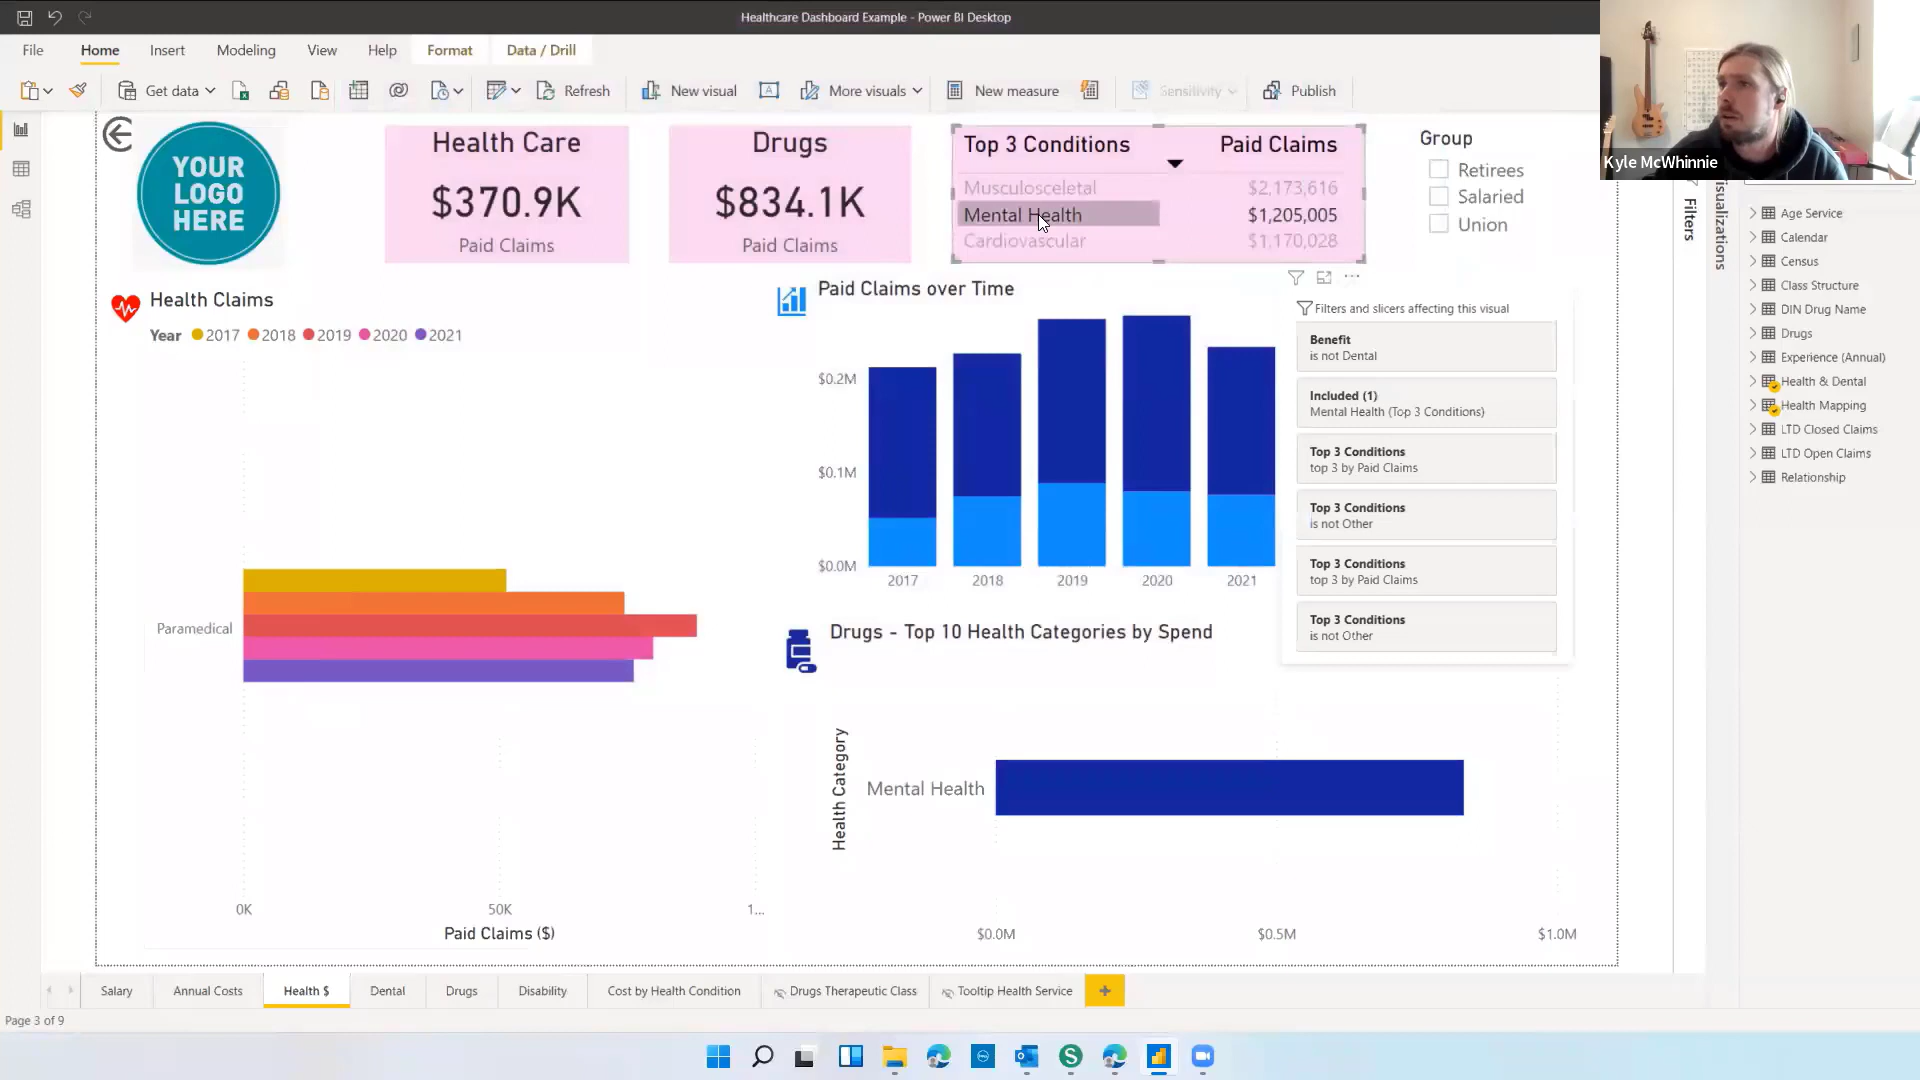 Healthcare Dashboard Example - Power BI Desktop
File Home Insert Modeling View Help Format Data / Drill
Get data Refresh New visual More visuals New measure Sensitivity Publish
Kyle McWhinnie
YOUR
LOGO
HERE
Health Care
$370.9K
Paid Claims
Drugs
$834.1K
Paid Claims
Top 3 Conditions Paid Claims
Musculosceletal $2,173,616
Mental Health $1,205,005
Cardiovascular $1,170,028
Group
Retirees
Salaried
Union
Filters
Visualizations
Age Service
Calendar
Census
Class Structure
DIN Drug Name
Drugs
Experience (Annual)
Health & Dental
Health Mapping
LTD Closed Claims
LTD Open Claims
Relationship
Health Claims
Year 2017 2018 2019 2020 2021
Paramedical
0K 50K 1...
Paid Claims ($)
Paid Claims over Time
$0.2M
$0.1M
$0.0M
2017 2018 2019 2020 2021
Filters and slicers affecting this visual
Benefit
is not Dental
Included (1)
Mental Health (Top 3 Conditions)
Top 3 Conditions
top 3 by Paid Claims
Top 3 Conditions
is not Other
Top 3 Conditions
top 3 by Paid Claims
Top 3 Conditions
is not Other
Drugs - Top 10 Health Categories by Spend
Health Category
Mental Health
$0.0M $0.5M $1.0M
Salary Annual Costs Health $ Dental Drugs Disability Cost by Health Condition Drugs Therapeutic Class Tooltip Health Service +
Page 3 of 9